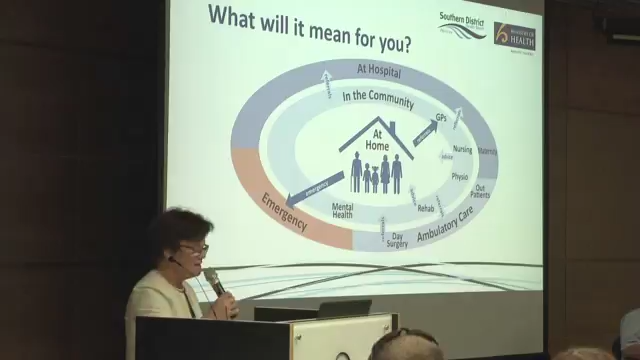 What will it mean for you?
Southern District
HEALTH
At Hospital
In the Community
GPs
At
Home
Nursing
Maternity
Physio
Out
Patients
emergency
Emergency
Mental
Health
Rehab
Day
Surgery
Ambulatory Care